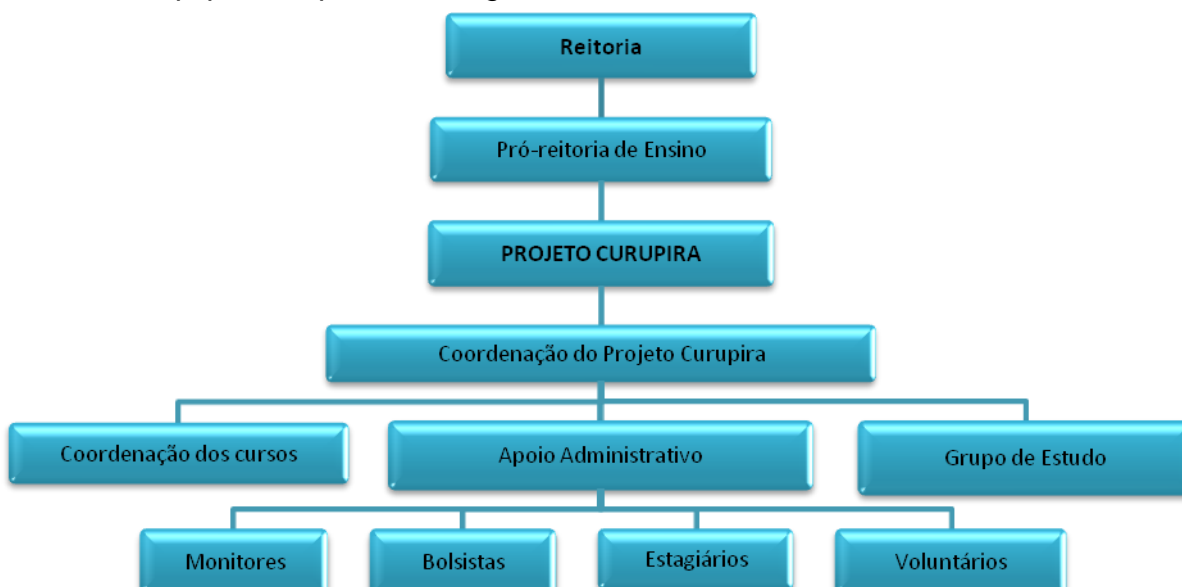 Reitoria
Pró-reitoria de Ensino
PROJETO CURUPIRA
Coordenação do Projeto Curupira
Coordenação dos cursos
Apoio Administrativo
Grupo de Estudo
Monitores
Bolsistas
Estagiários
Voluntários